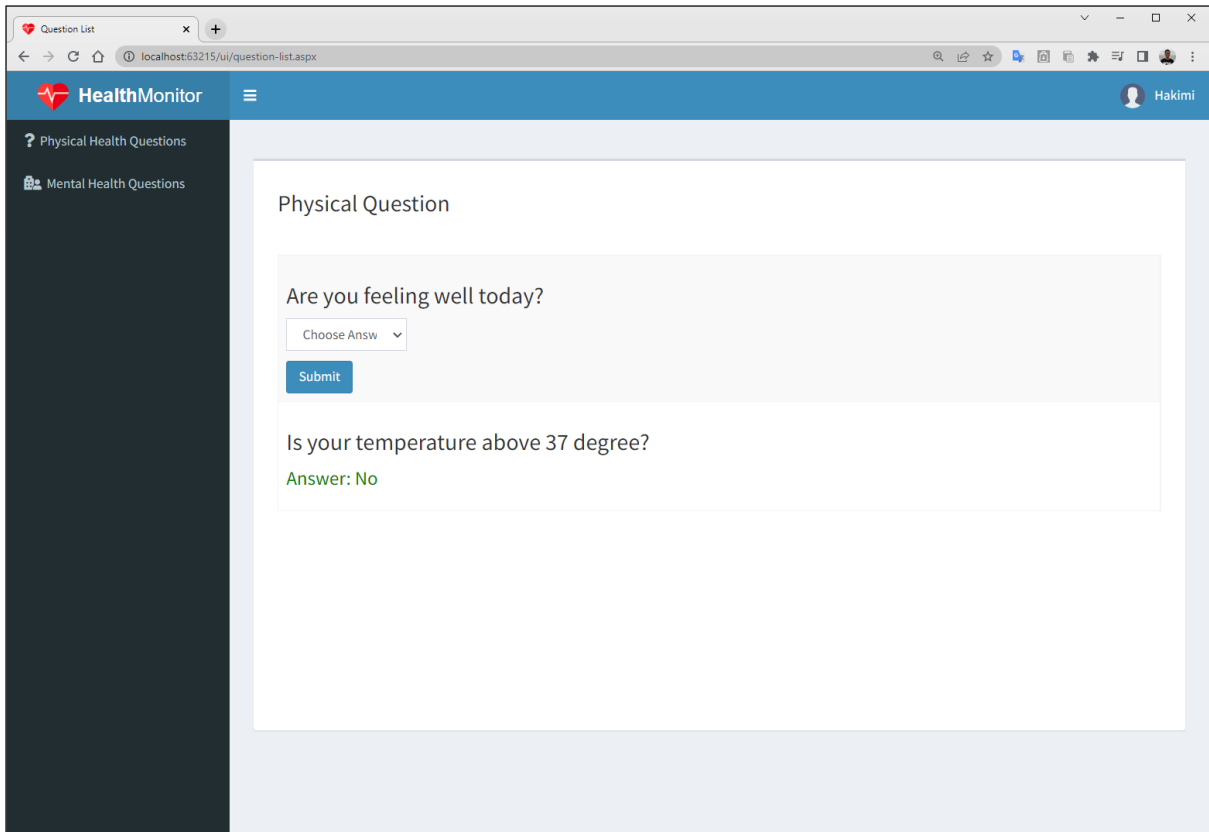 Question List
localhost:63215/ui/question-list.aspx
HealthMonitor
Hakimi
Physical Health Questions
Mental Health Questions
Physical Question
Are you feeling well today?
Choose Answ
Submit
Is your temperature above 37 degree?
Answer: No